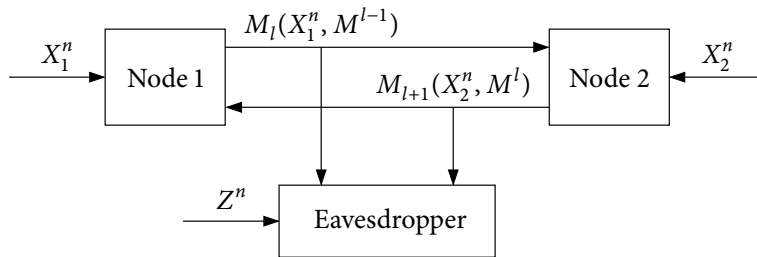 M_l(X_1^n, M^{l−1})
X_1^n
Node 1
Node 2
X_2^n
M_{l+1}(X_2^n, M^l)
Z^n
Eavesdropper